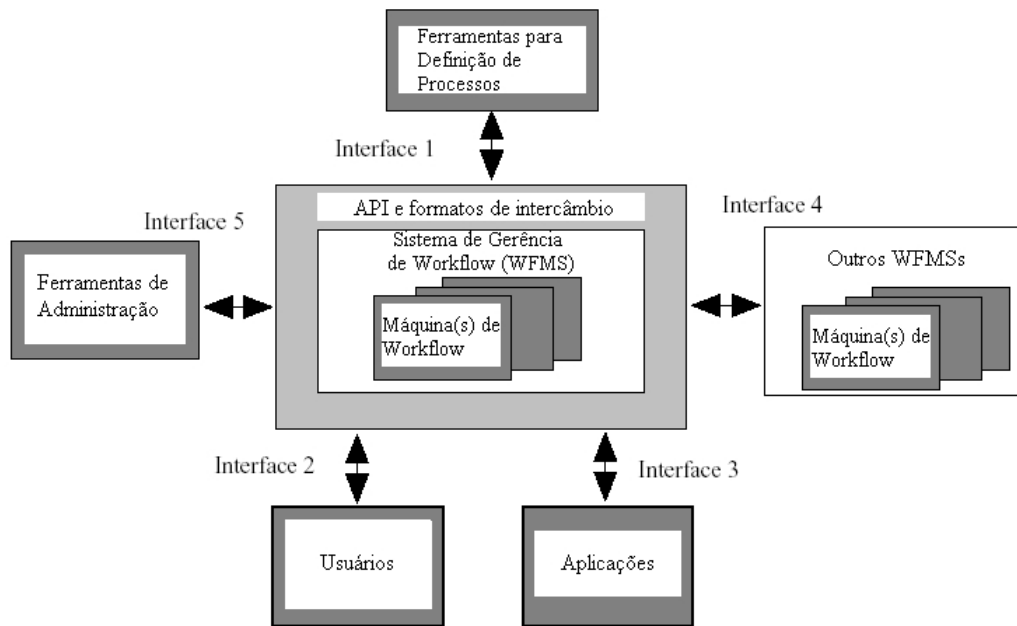 Ferramentas para
Definição de
Processos
Interface 1
API e formatos de intercâmbio
Interface 5
Interface 4
Sistema de Gerência
de Workflow (WFMS)
Máquina(s) de
Workflow
Ferramentas de
Administração
Outros WFMSs
Máquina(s) de
Workflow
Interface 2
Interface 3
Usuários
Aplicações